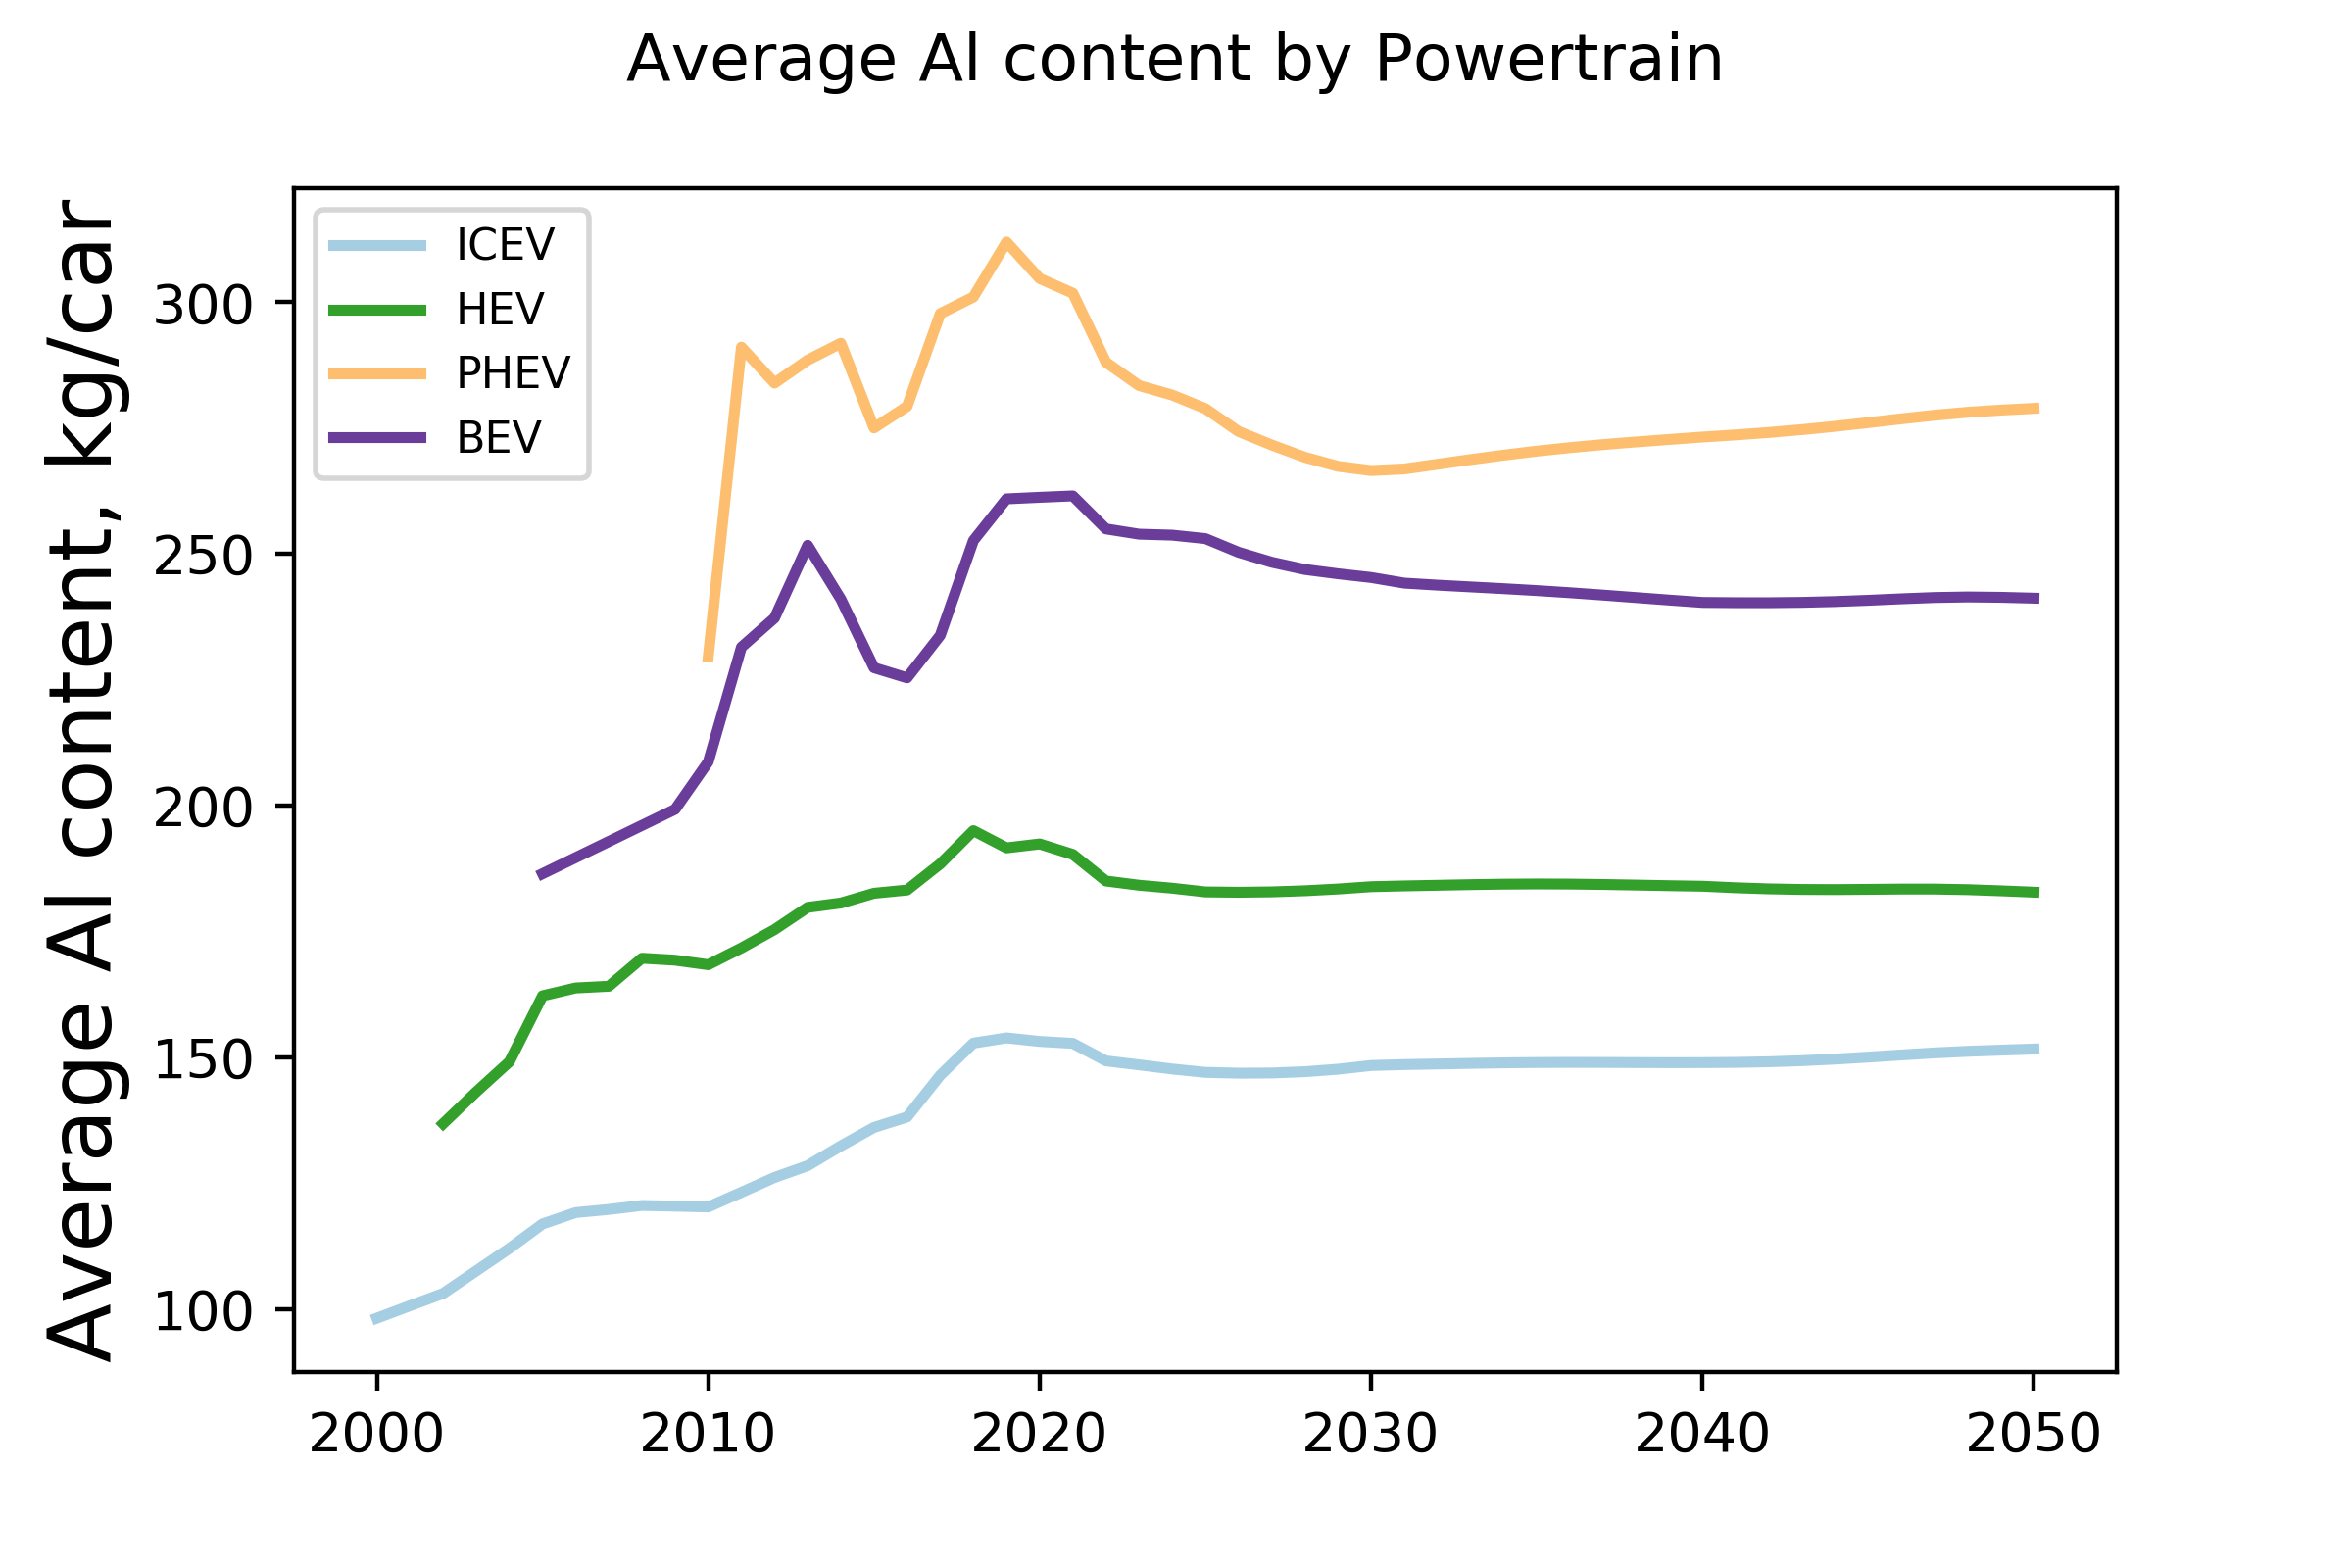 Average Al content by Powertrain
Average Al content, kg/car
300
250
200
150
100
ICEV
HEV
PHEV
BEV
2000 2010 2020 2030 2040 2050